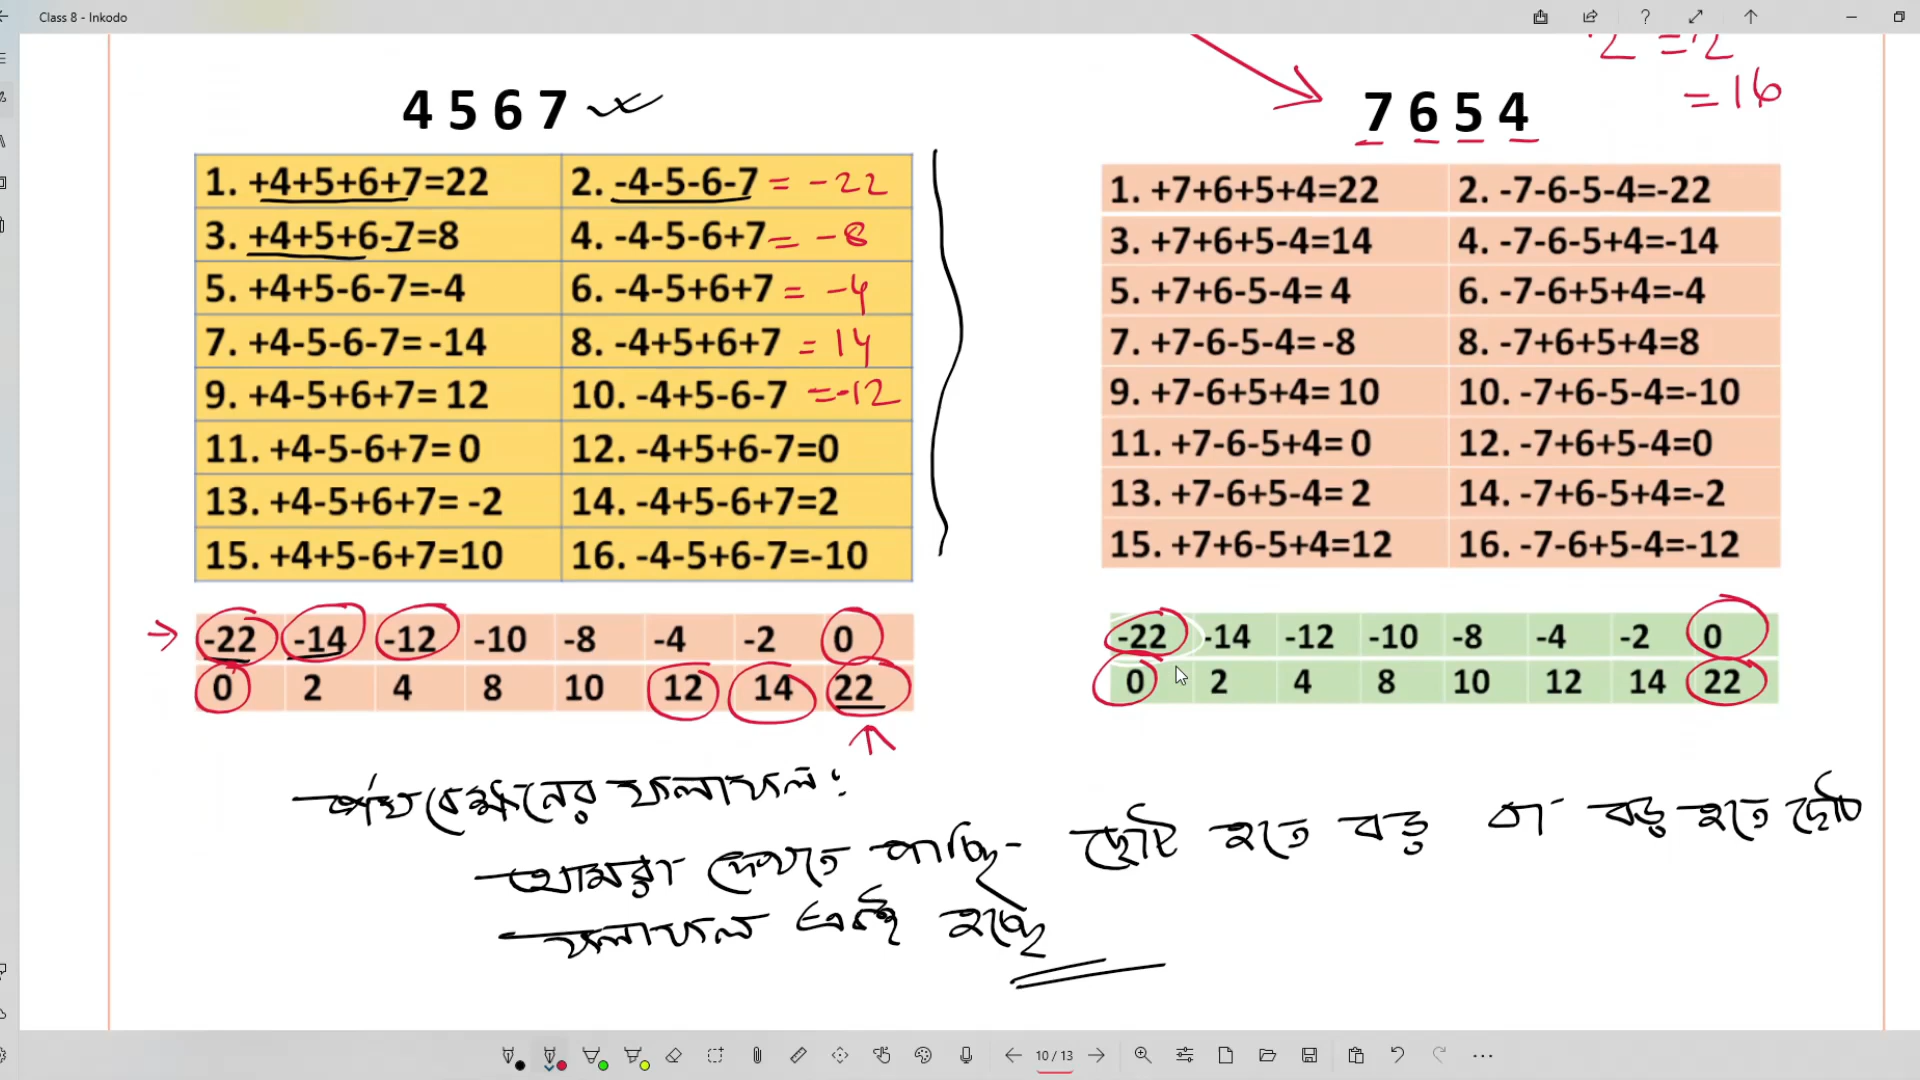 Class 8 - Inkodo
2 = 2
= 16
4 5 6 7
7 6 5 4
1. +4+5+6+7=22
2. -4-5-6-7 = -22
3. +4+5+6-7=8
4. -4-5-6+7 = -8
5. +4+5-6-7=-4
6. -4-5+6+7 = -4
7. +4-5-6-7= -14
8. -4+5+6+7 = 14
9. +4-5+6+7= 12
10. -4+5-6-7 =-12
11. +4-5-6+7= 0
12. -4+5+6-7=0
13. +4-5+6+7= -2
14. -4+5-6+7=2
15. +4+5-6+7=10
16. -4-5+6-7=-10
-22 -14 -12 -10 -8 -4 -2 0
0 2 4 8 10 12 14 22
1. +7+6+5+4=22
2. -7-6-5-4=-22
3. +7+6+5-4=14
4. -7-6-5+4=-14
5. +7+6-5-4= 4
6. -7-6+5+4=-4
7. +7-6-5-4= -8
8. -7+6+5+4=8
9. +7-6+5+4= 10
10. -7+6-5-4=-10
11. +7-6-5+4= 0
12. -7+6+5-4=0
13. +7-6+5-4= 2
14. -7+6-5+4=-2
15. +7+6-5+4=12
16. -7-6+5-4=-12
-22 -14 -12 -10 -8 -4 -2 0
0 2 4 8 10 12 14 22
পর্যবেক্ষনের ফলাফল:
আমরা দেখতে পাচ্ছি- ছোট হতে বড় বা বড় হতে ছোট
ফলাফল একই হচ্ছে
10 / 13